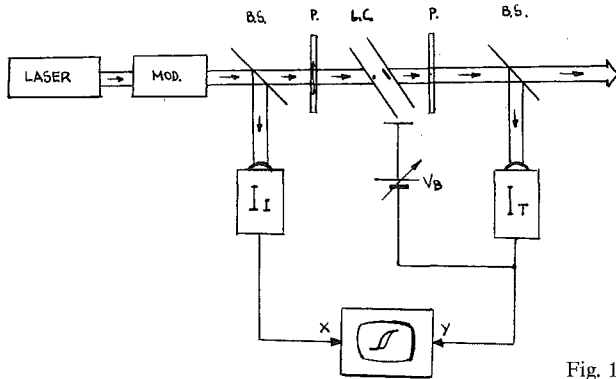 B.S. P. L.C. P. B.S.
LASER MOD.
V_B
I_I I_T
X Y
Fig. 1